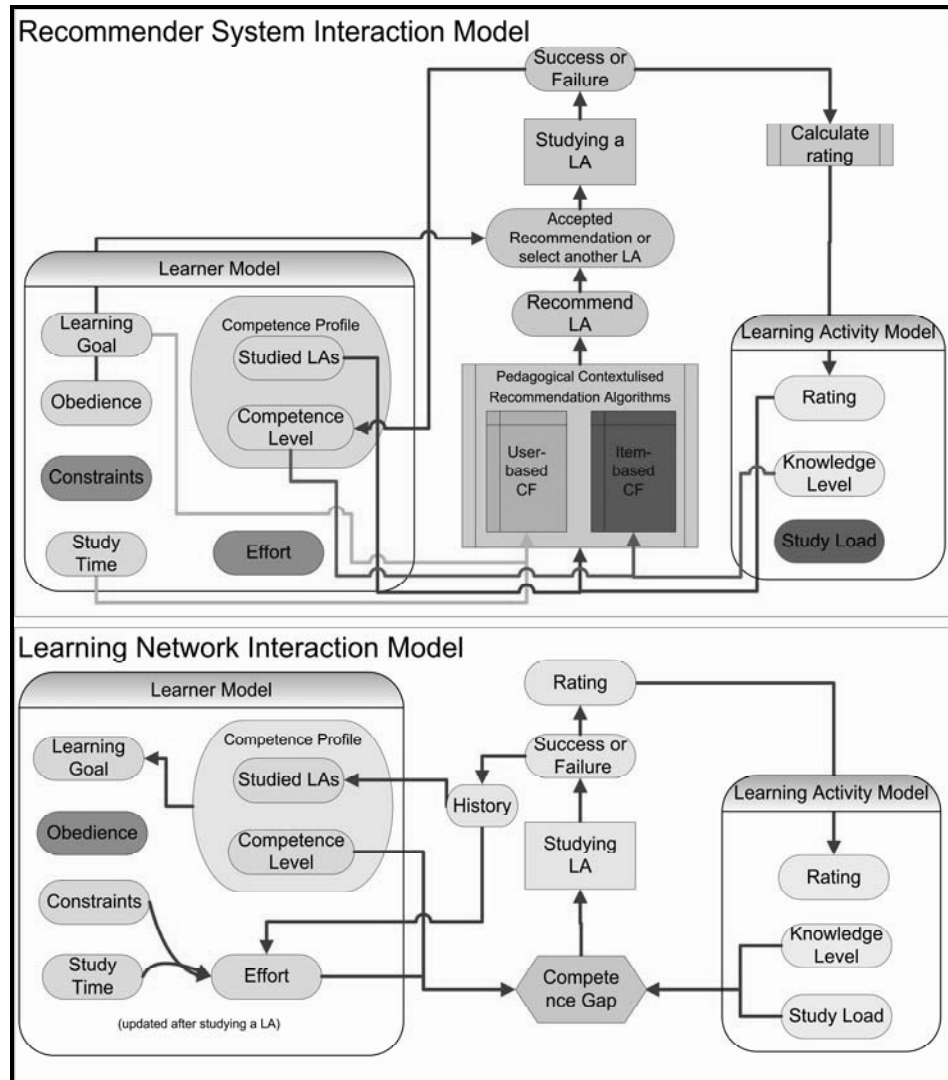 Recommender System Interaction Model
Success or
Failure
Studying a
LA
Calculate
rating
Accepted
Recommendation or
select another LA
Learner Model
Recommend
LA
Learning
Goal
Competence Profile
Studied LAs
Learning Activity Model
Obedience
Competence
Level
Pedagogical Contextulised
Recommendation Algorithms
Rating
Constraints
User-
based
CF
Item-
based
CF
Knowledge
Level
Study
Time
Effort
Study Load
Learning Network Interaction Model
Learner Model
Rating
Learning
Goal
Competence Profile
Studied LAs
Success or
Failure
History
Learning Activity Model
Obedience
Competence
Level
Studying
LA
Rating
Constraints
Knowledge
Level
Study
Time
Effort
Compete
nce Gap
Study Load
(updated after studying a LA)